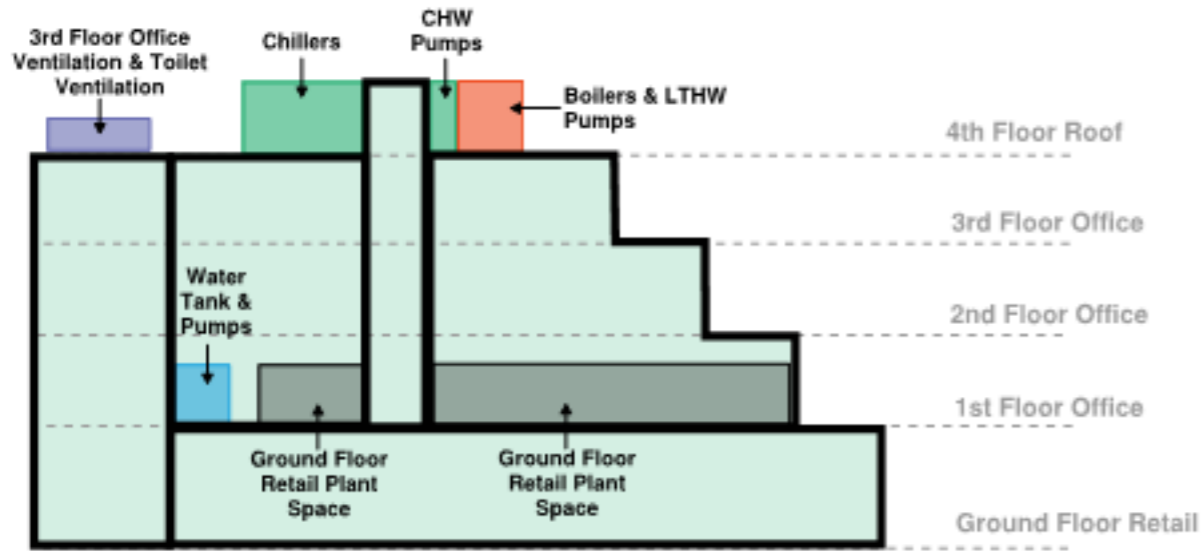 3rd Floor Office
Ventilation & Toilet
Ventilation
Chillers
CHW
Pumps
Boilers & LTHW
Pumps
4th Floor Roof
3rd Floor Office
Water
Tank &
Pumps
2nd Floor Office
1st Floor Office
Ground Floor
Retail Plant
Space
Ground Floor
Retail Plant
Space
Ground Floor Retail